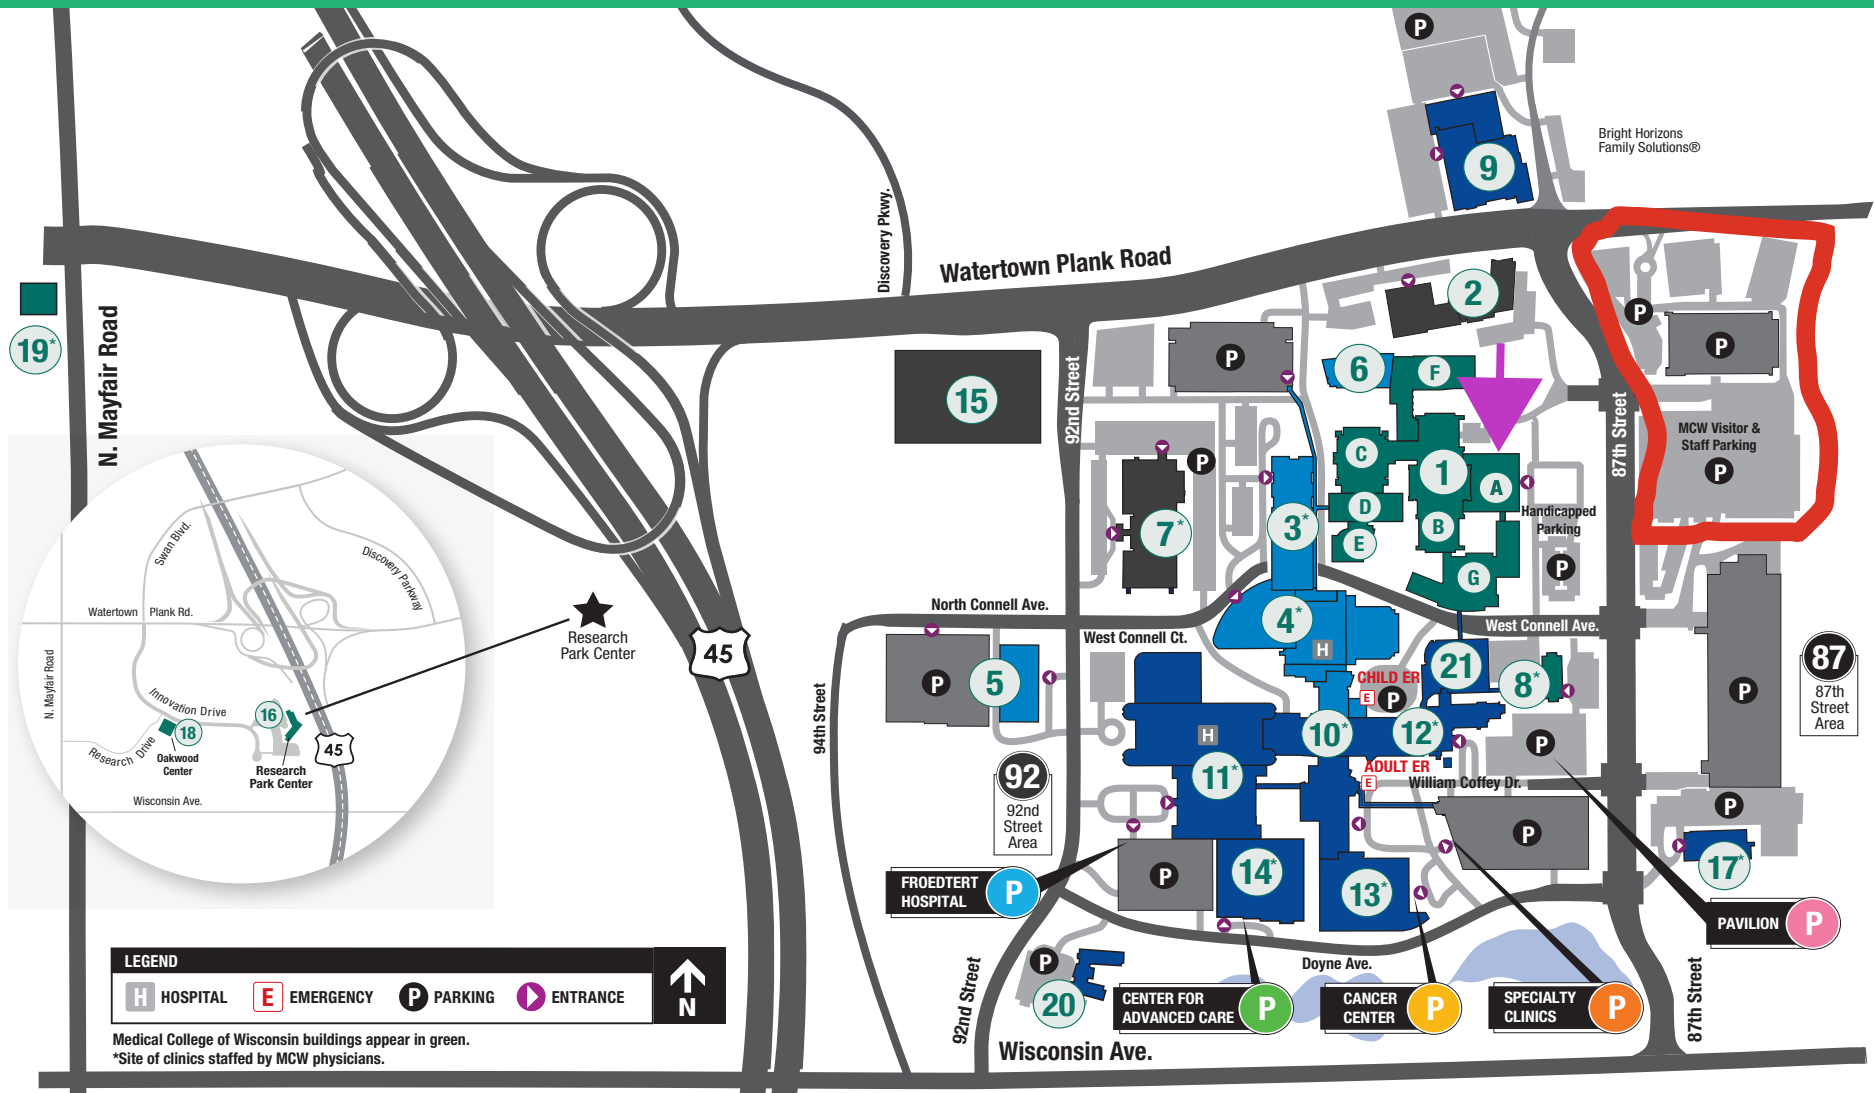 P
Bright Horizons
Family Solutions®
9
Discovery Pkwy.
Watertown Plank Road
2
P
P
19*
N. Mayfair Road
15
92nd Street
P
6
F
87th Street
MCW Visitor &
Staff Parking
P
P
C
1
A
7*
3*
D
B
E
Handicapped
Parking
G
P
Swan Blvd.
Discovery Parkway
Watertown Plank Rd.
N. Mayfair Road
Innovation Drive
16
18
Research Drive
Oakwood
Center
Research
Park Center
45
Wisconsin Ave.
Research
Park Center
45
North Connell Ave.
4*
West Connell Ct.
West Connell Ave.
H
P
5
94th Street
CHILD ER
E
P
21
8*
P
87
87th
Street
Area
H
10*
12*
P
11*
ADULT ER
E
William Coffey Dr.
92
92nd
Street
Area
P
P
17*
FROEDTERT
HOSPITAL
P
P
14*
13*
PAVILION
P
P
20
92nd Street
Doyne Ave.
CENTER FOR
ADVANCED CARE
P
CANCER
CENTER
P
SPECIALTY
CLINICS
P
87th Street
Wisconsin Ave.
LEGEND
H HOSPITAL E EMERGENCY P PARKING ENTRANCE
N
Medical College of Wisconsin buildings appear in green.
*Site of clinics staffed by MCW physicians.